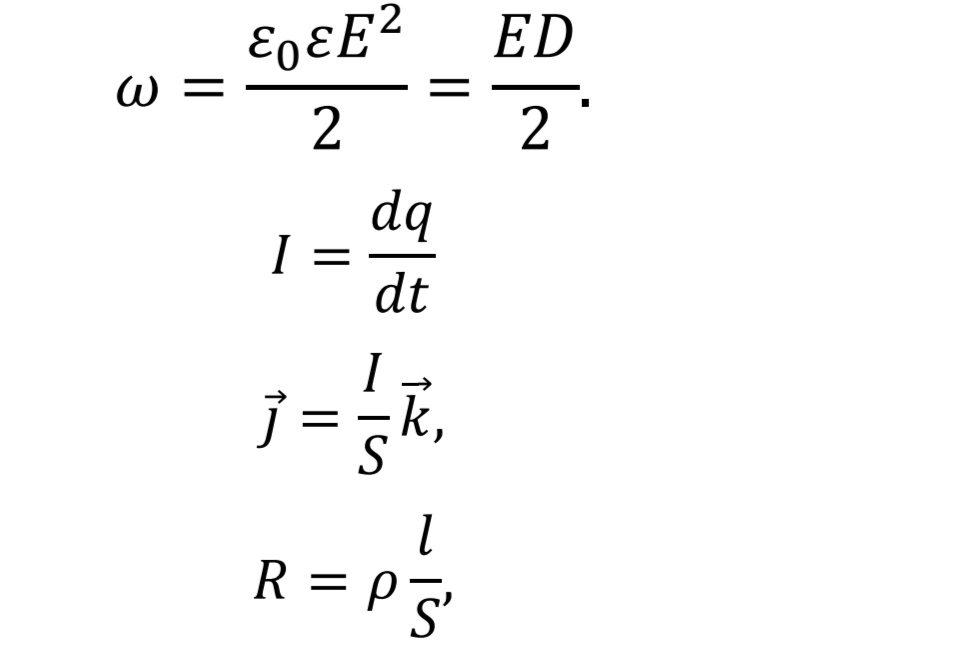 ω = ε₀εE²/2 = ED/2.
I = dq/dt
j⃗ = I/S k⃗,
R = ρ l/S,